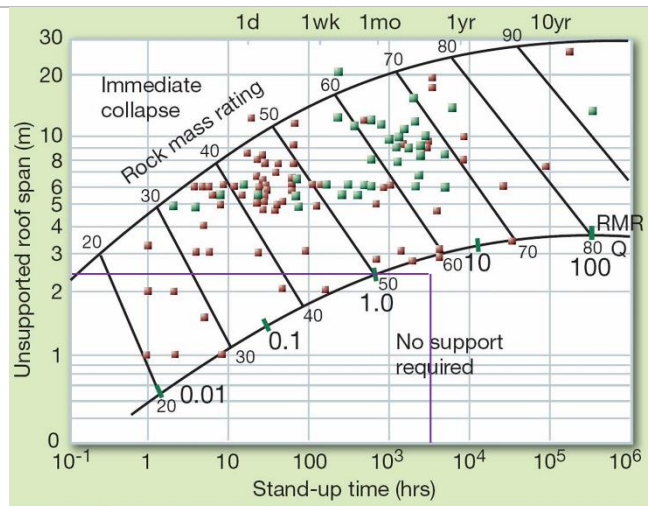 1d 1wk 1mo 1yr 10yr
30
20
10
8
6
5
4
3
2
1
0
Unsupported roof span (m)
Immediate
collapse
Rock mass rating
20
30
40
50
60
70
80
90
RMR
Q
20 0.01
30
0.1
40
50
1.0
60 10
70
80
100
No support
required
10-1 1 10 100 10³ 10⁴ 10⁵ 10⁶
Stand-up time (hrs)